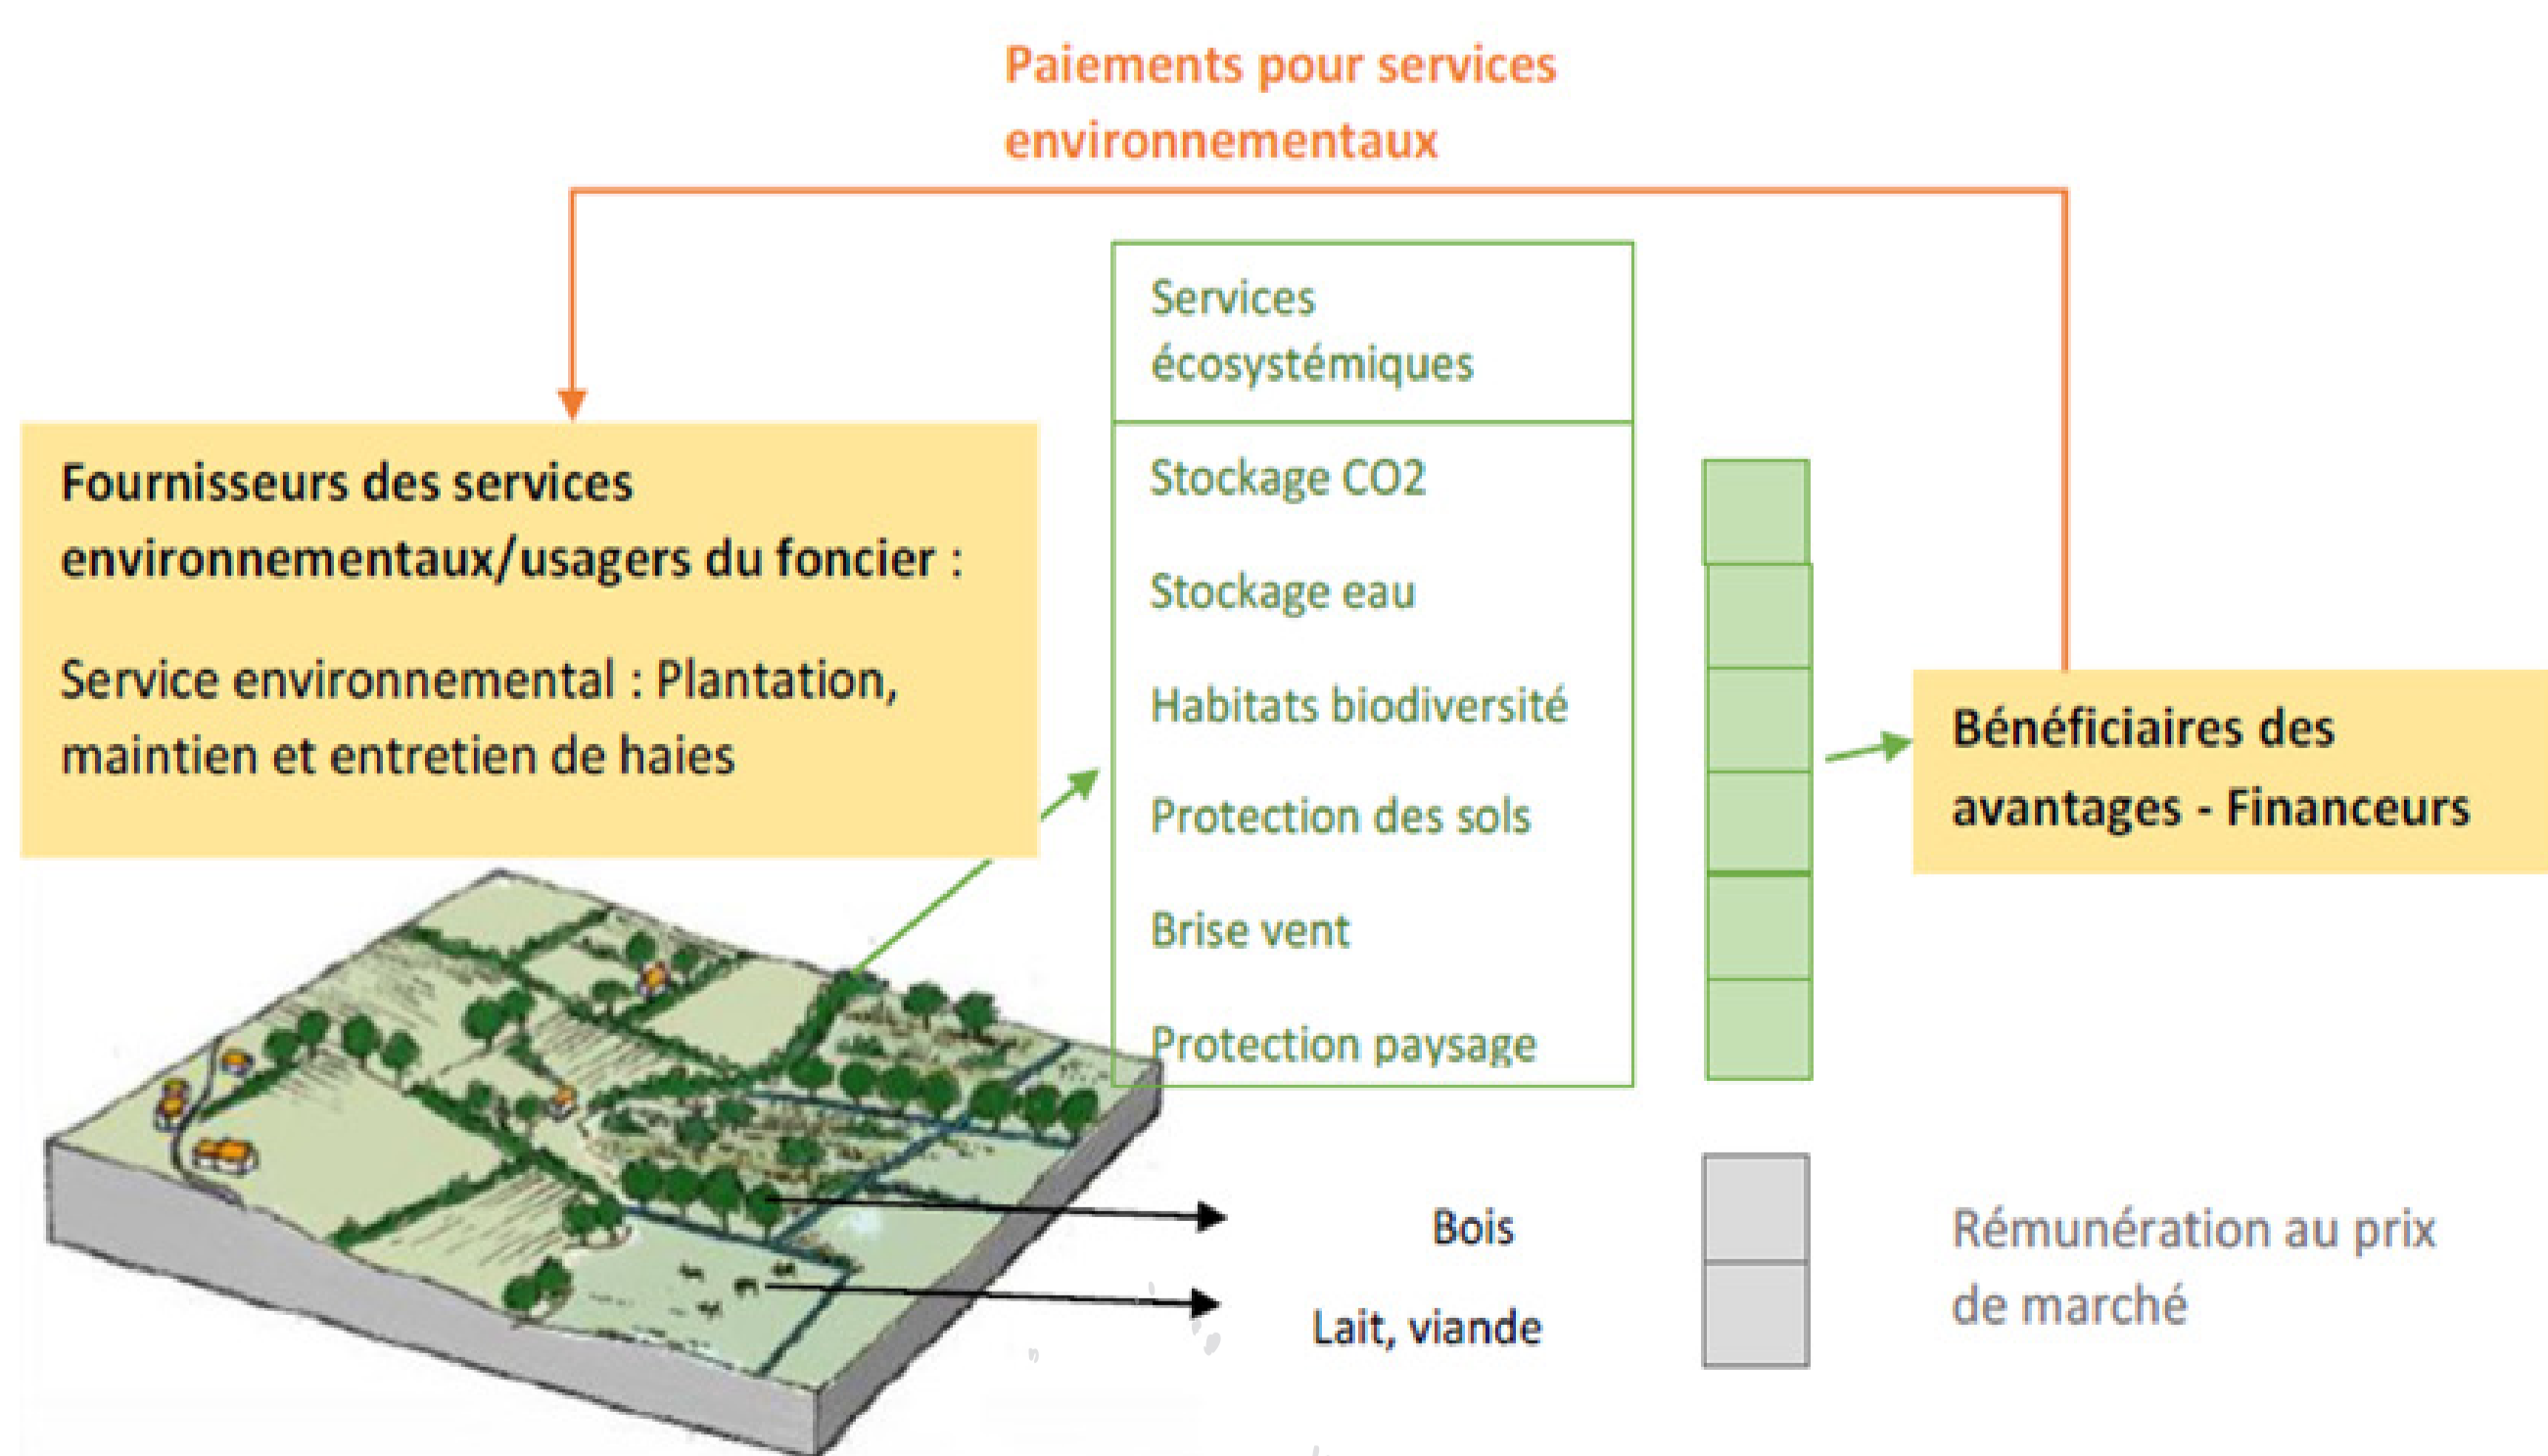 Paiements pour services
environnementaux
Services
écosystémiques
Fournisseurs des services
environnementaux/usagers du foncier :
Service environnemental : Plantation,
maintien et entretien de haies
Stockage CO2
Stockage eau
Habitats biodiversité
Protection des sols
Brise vent
Protection paysage
Bénéficiaires des
avantages - Financeurs
Bois
Lait, viande
Rémunération au prix
de marché